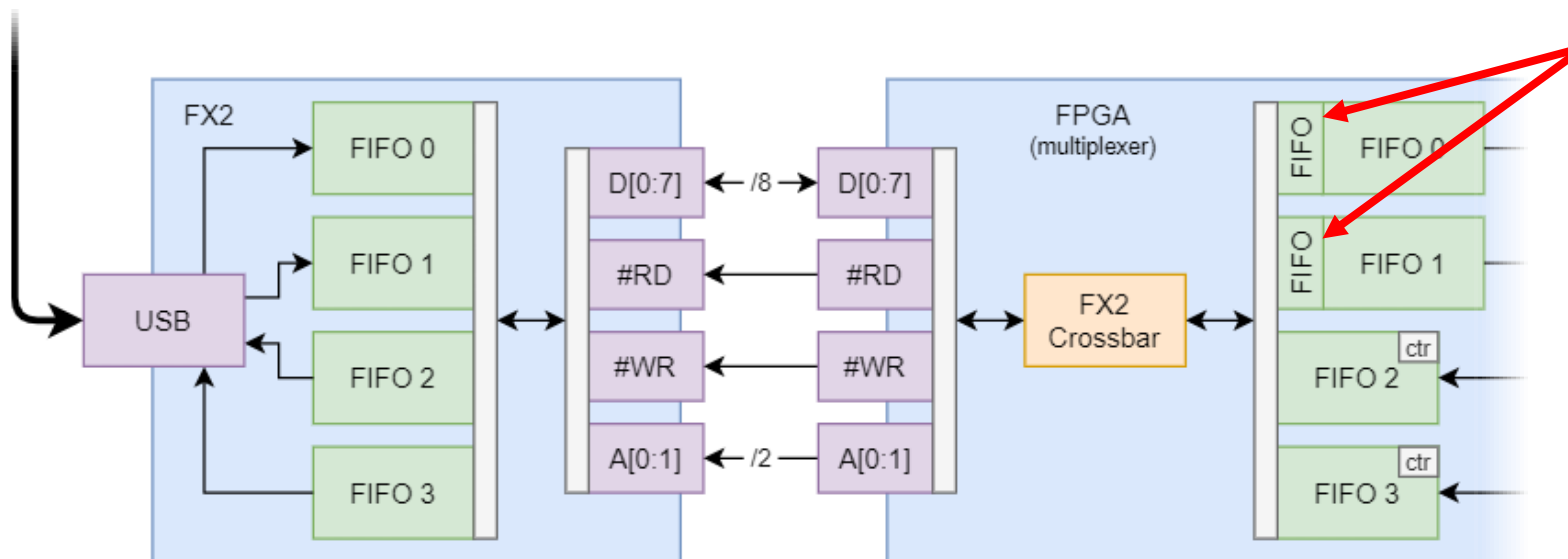 FX2
FIFO 0
FIFO 1
USB
FIFO 2
FIFO 3
D[0:7]
#RD
#WR
A[0:1]
/8
/2
D[0:7]
#RD
#WR
A[0:1]
FPGA
(multiplexer)
FX2
Crossbar
FIFO
FIFO 0
FIFO
FIFO 1
ctr
FIFO 2
ctr
FIFO 3